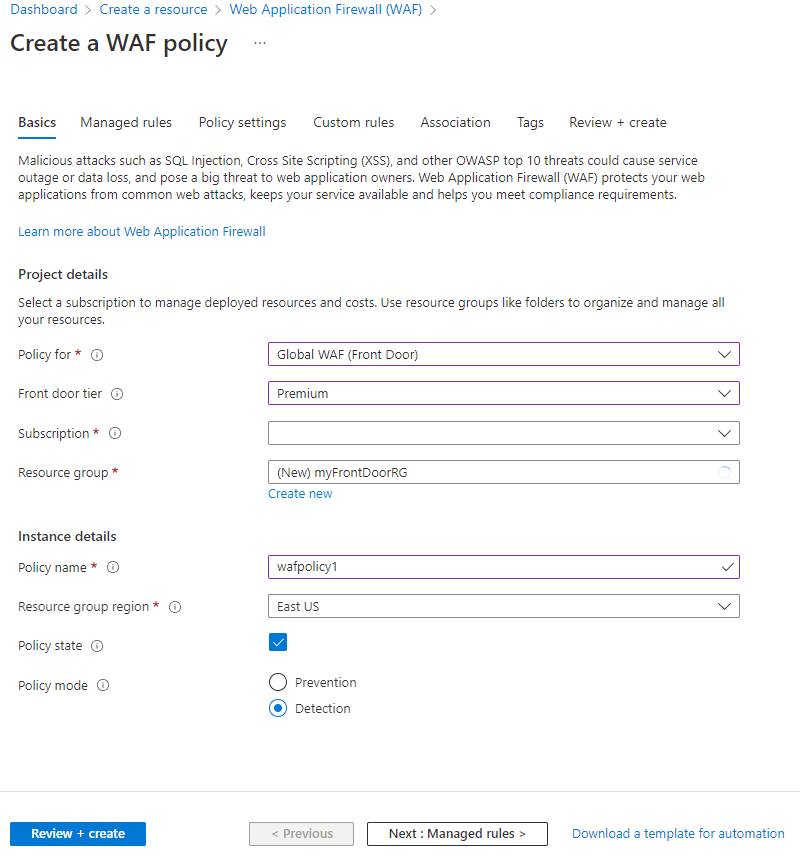 Dashboard > Create a resource > Web Application Firewall (WAF) >
Create a WAF policy ...
Basics Managed rules Policy settings Custom rules Association Tags Review + create
Malicious attacks such as SQL Injection, Cross Site Scripting (XSS), and other OWASP top 10 threats could cause service
outage or data loss, and pose a big threat to web application owners. Web Application Firewall (WAF) protects your web
applications from common web attacks, keeps your service available and helps you meet compliance requirements.
Learn more about Web Application Firewall
Project details
Select a subscription to manage deployed resources and costs. Use resource groups like folders to organize and manage all
your resources.
Policy for * Global WAF (Front Door)
Front door tier Premium
Subscription *
Resource group * (New) myFrontDoorRG
Create new
Instance details
Policy name * wafpolicy1
Resource group region * East US
Policy state
Policy mode Prevention
Detection
Review + create < Previous Next : Managed rules > Download a template for automation